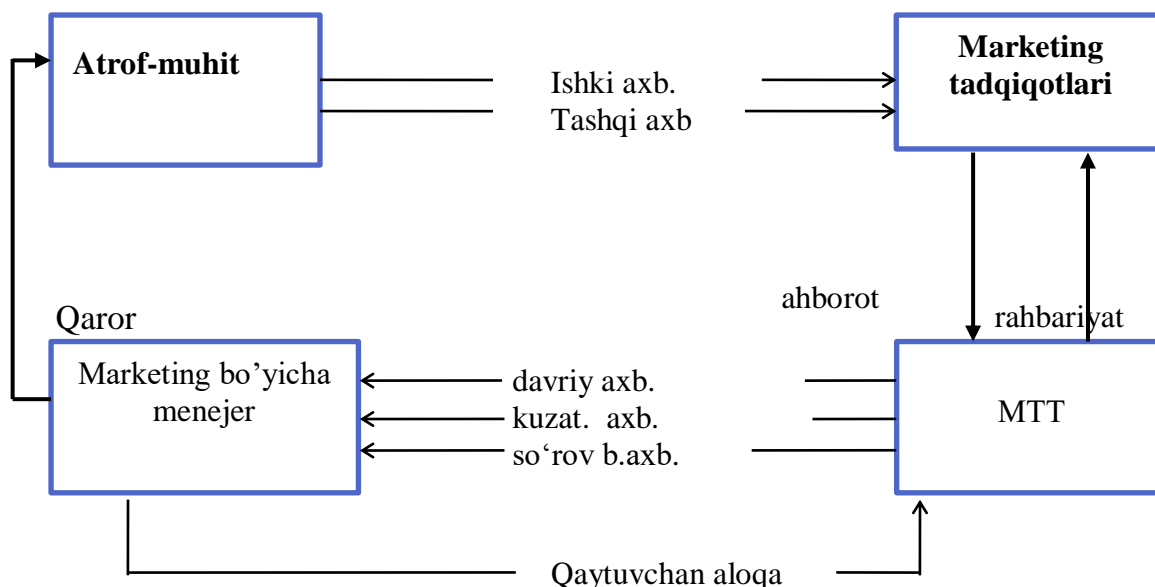 Atrof-muhit
Marketing
tadqiqotlari
Ishki axb.
Tashqi axb
ahborot
rahbariyat
Qaror
Marketing bo’yicha
menejer
davriy axb.
kuzat.  axb.
so‘rov b.axb.
MTT
Qaytuvchan aloqa